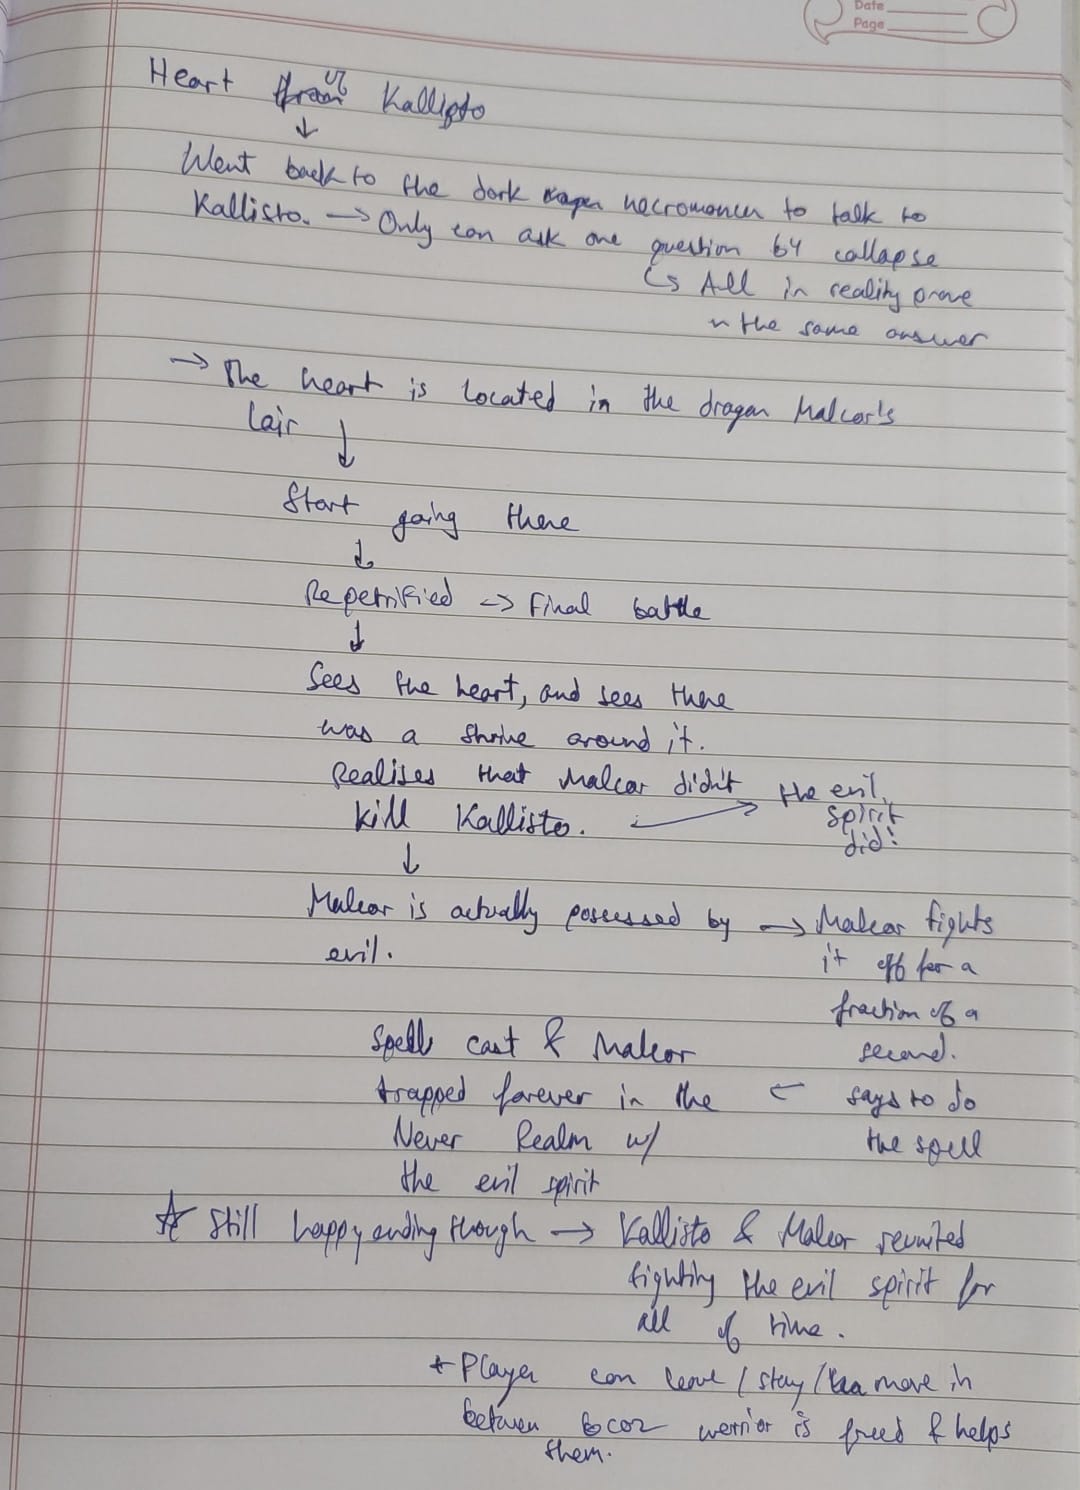 Date
Page
Heart of Kallisto
↓
Went back to the dark necromancer to talk to
Kallisto. → Only can ask one question b4 collapse
↳ All in reality prove
in the same answer
→ The heart is located in the dragon Malcor's
lair ↓
Start going there
↓
Repetrified → Final battle
↓
Sees the heart, and sees there
was a shrine around it.
Realises that Malcor didn't
kill Kallisto. → the evil spirit did!
↓
Malcor is actually possessed by
evil. → Malcor fights
it off for a
fraction of a
second.
says to do
the spell
←
Spell cast & Malcor
trapped forever in the
Never Realm w/
the evil spirit
☆ Still happy ending though → Kallisto & Malcor reunited
fighting the evil spirit for
all of time.
* Player can leave / stay / move in
between bcoz warrior is freed & helps
them.